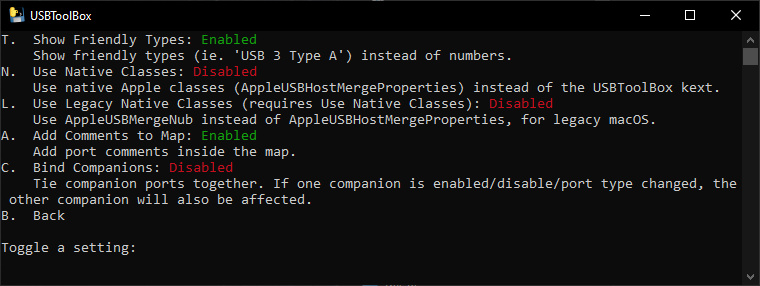 USBToolBox
T.  Show Friendly Types: Enabled
    Show friendly types (ie. 'USB 3 Type A') instead of numbers.
N.  Use Native Classes: Disabled
    Use native Apple classes (AppleUSBHostMergeProperties) instead of the USBToolBox kext.
L.  Use Legacy Native Classes (requires Use Native Classes): Disabled
    Use AppleUSBMergeNub instead of AppleUSBHostMergeProperties, for legacy macOS.
A.  Add Comments to Map: Enabled
    Add port comments inside the map.
C.  Bind Companions: Disabled
    Tie companion ports together. If one companion is enabled/disable/port type changed, the
 other companion will also be affected.
B.  Back
Toggle a setting: